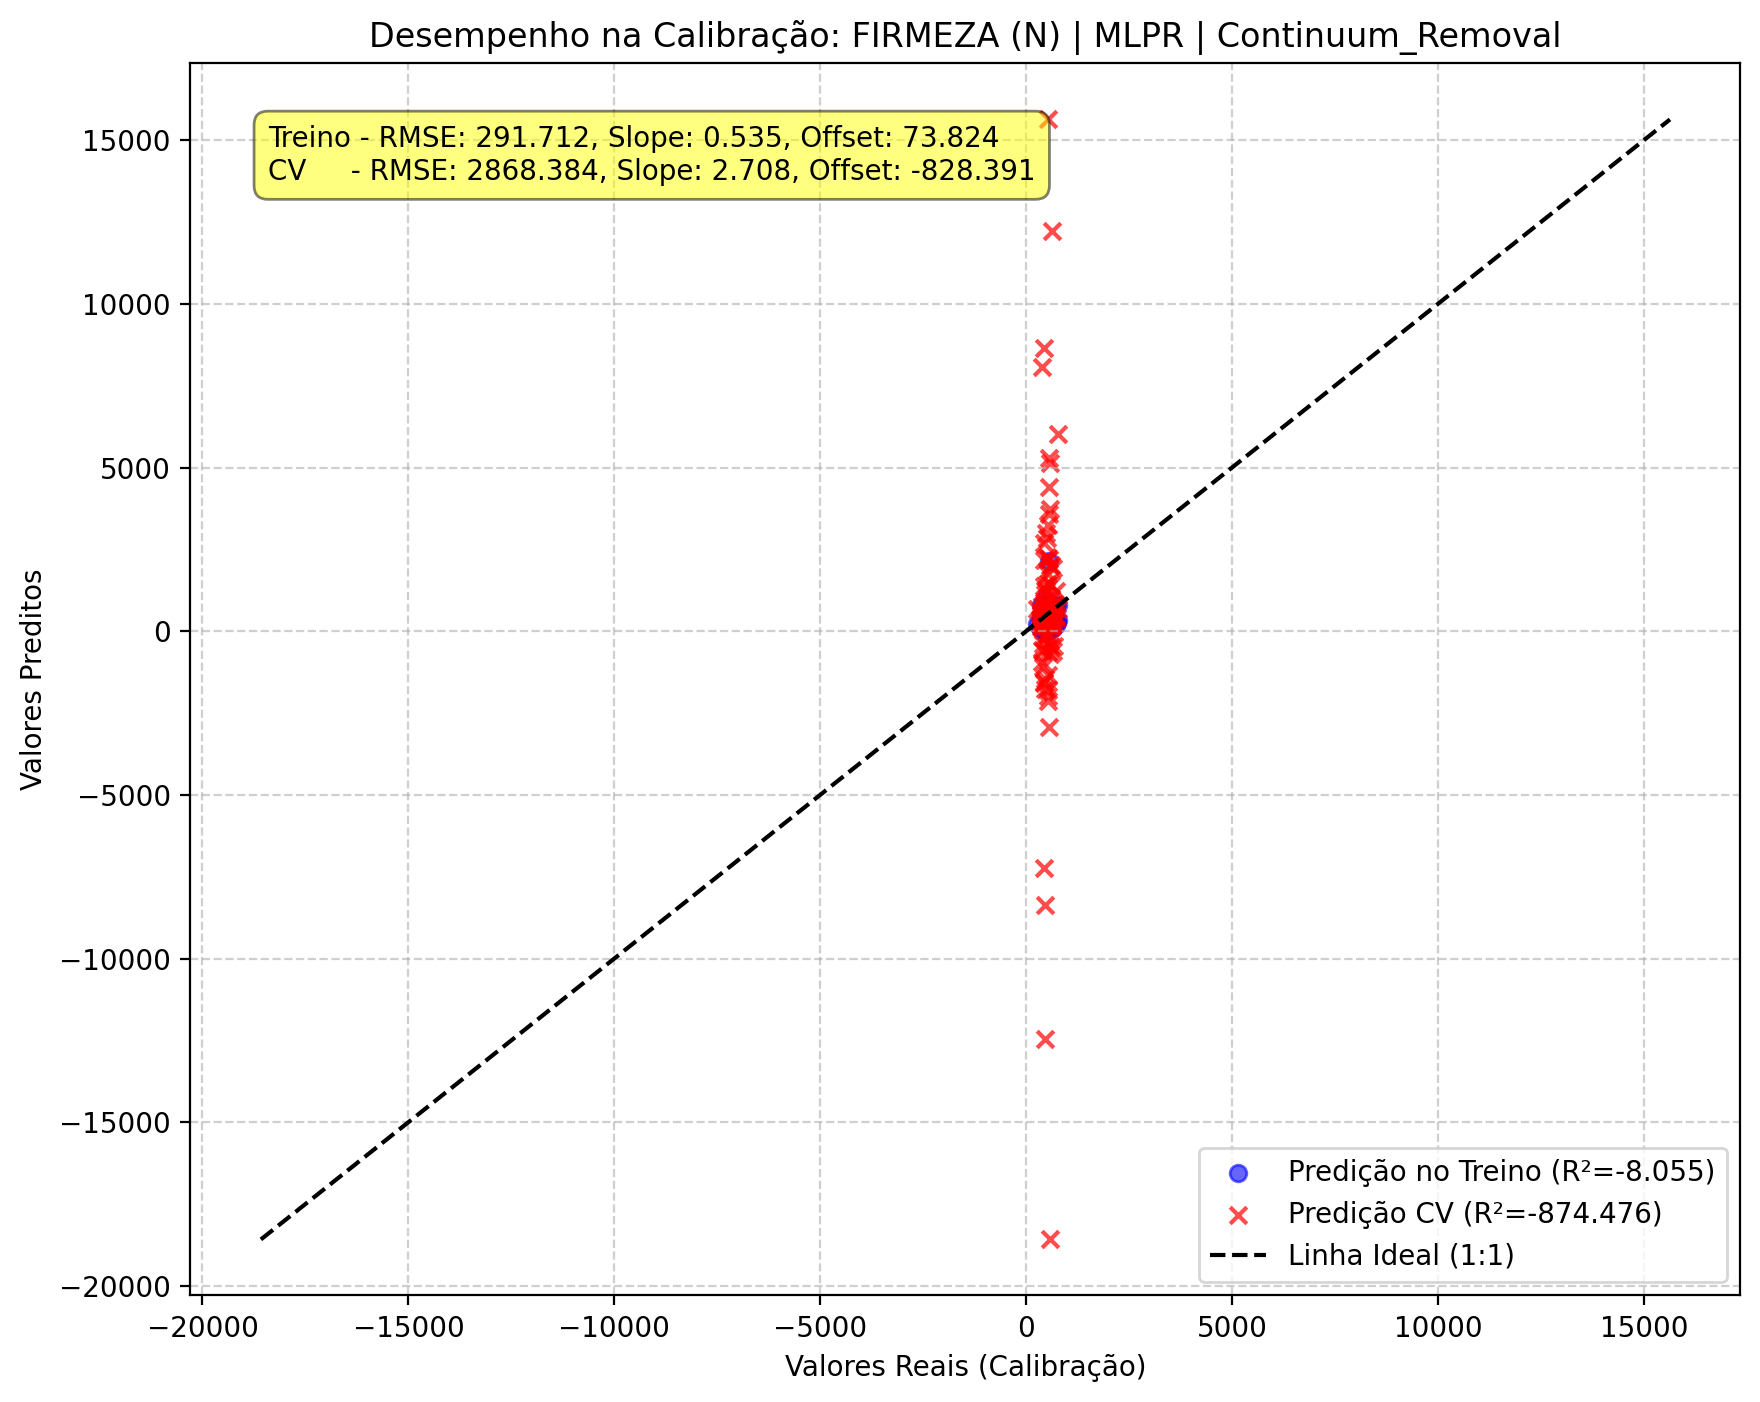 Desempenho na Calibração: FIRMEZA (N) | MLPR | Continuum_Removal
Treino - RMSE: 291.712, Slope: 0.535, Offset: 73.824
CV - RMSE: 2868.384, Slope: 2.708, Offset: -828.391
15000
10000
5000
0
−5000
−10000
−15000
−20000
Valores Preditos
Predição no Treino (R²=-8.055)
Predição CV (R²=-874.476)
Linha Ideal (1:1)
−20000 −15000 −10000 −5000 0 5000 10000 15000
Valores Reais (Calibração)